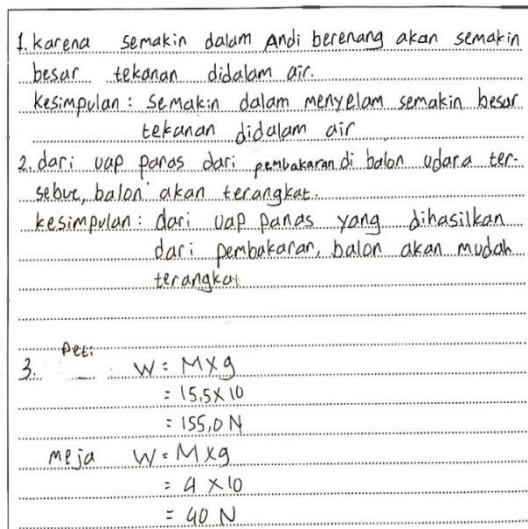 1. karena semakin dalam Andi berenang akan semakin
besar tekanan didalam air.
Kesimpulan : Semakin dalam menyelam semakin besar
tekanan didalam air
2. dari uap panas dari pembakaran di balon udara ter-
sebut, balon akan terangkat.
kesimpulan : dari uap panas yang dihasilkan
dari pembakaran, balon akan mudah
terangkat
3. Peti W = M x g
= 15,5 x 10
= 155,0 N
meja W = M x g
= 4 x 10
= 40 N